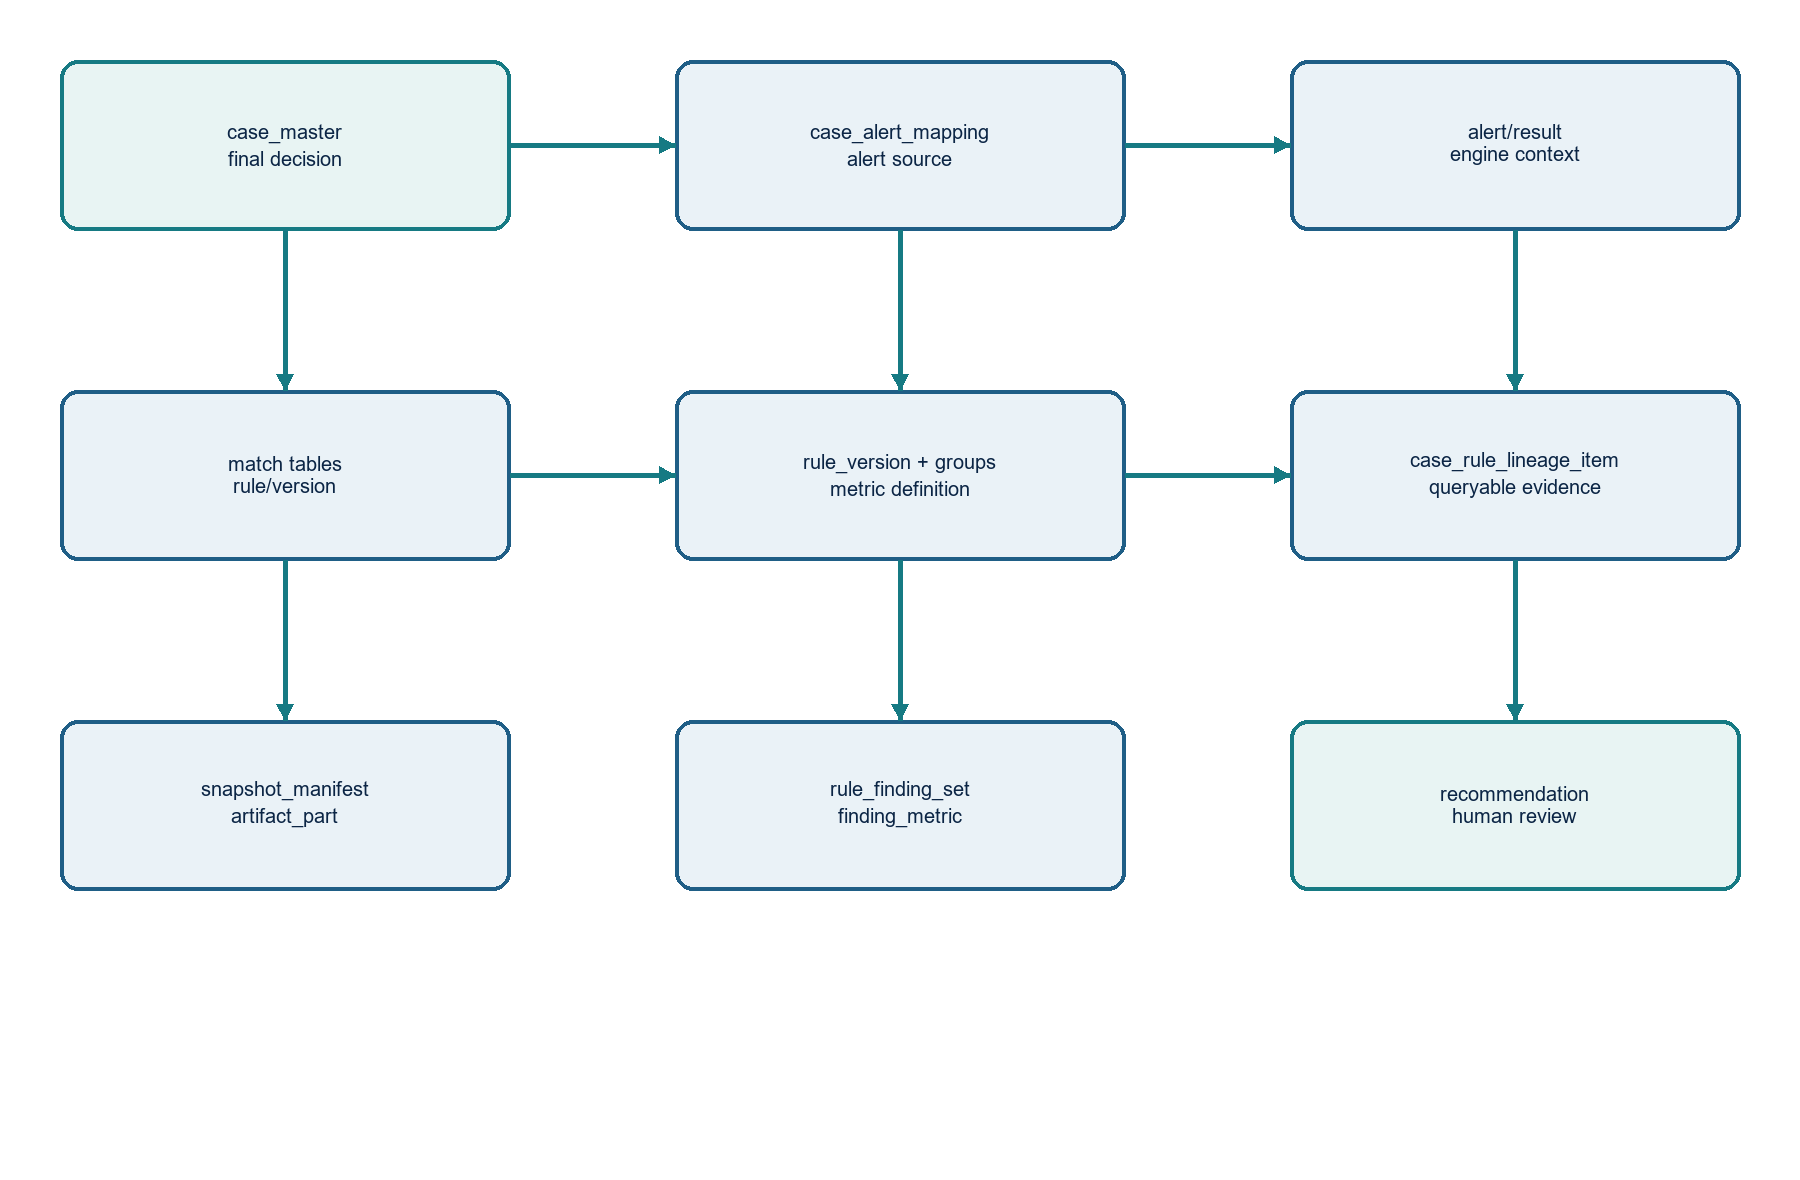 case_master
final decision
case_alert_mapping
alert source
alert/result
engine context
match tables
rule/version
rule_version + groups
metric definition
case_rule_lineage_item
queryable evidence
snapshot_manifest
artifact_part
rule_finding_set
finding_metric
recommendation
human review